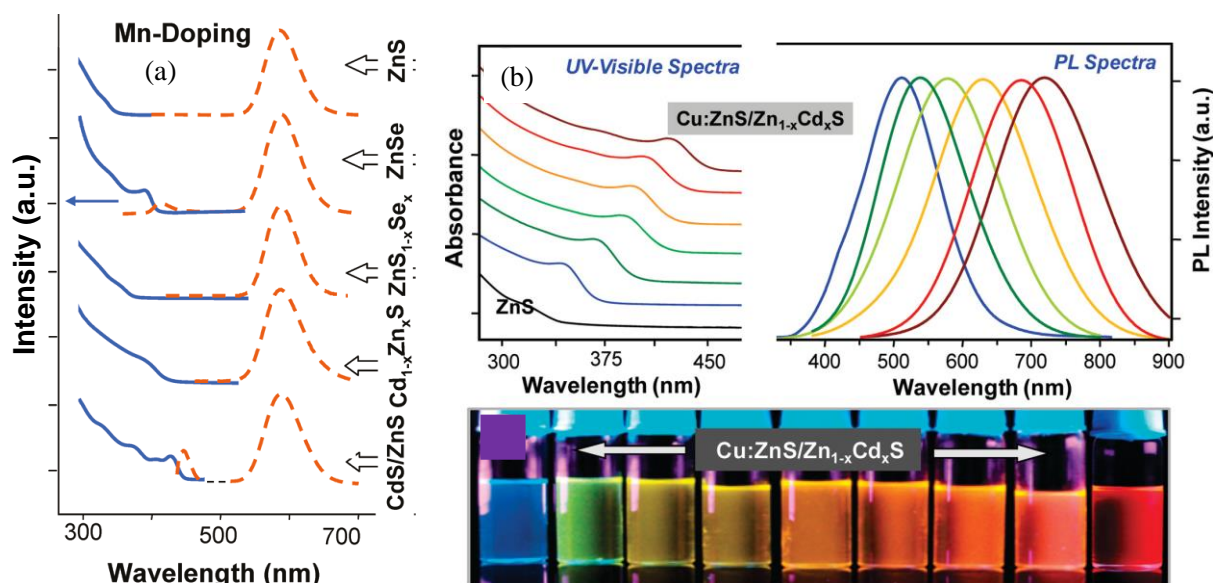 Mn-Doping
(a)
Intensity (a.u.)
ZnS
ZnSe
ZnS1-xSex
Cd1-xZnxS
CdS/ZnS
300
500
700
Wavelength (nm)
(b)
UV-Visible Spectra
PL Spectra
Cu:ZnS/Zn1-xCdxS
Absorbance
ZnS
PL Intensity (a.u.)
300 375 450
400 500 600 700 800 900
Wavelength (nm)
Wavelength (nm)
Cu:ZnS/Zn1-xCdxS